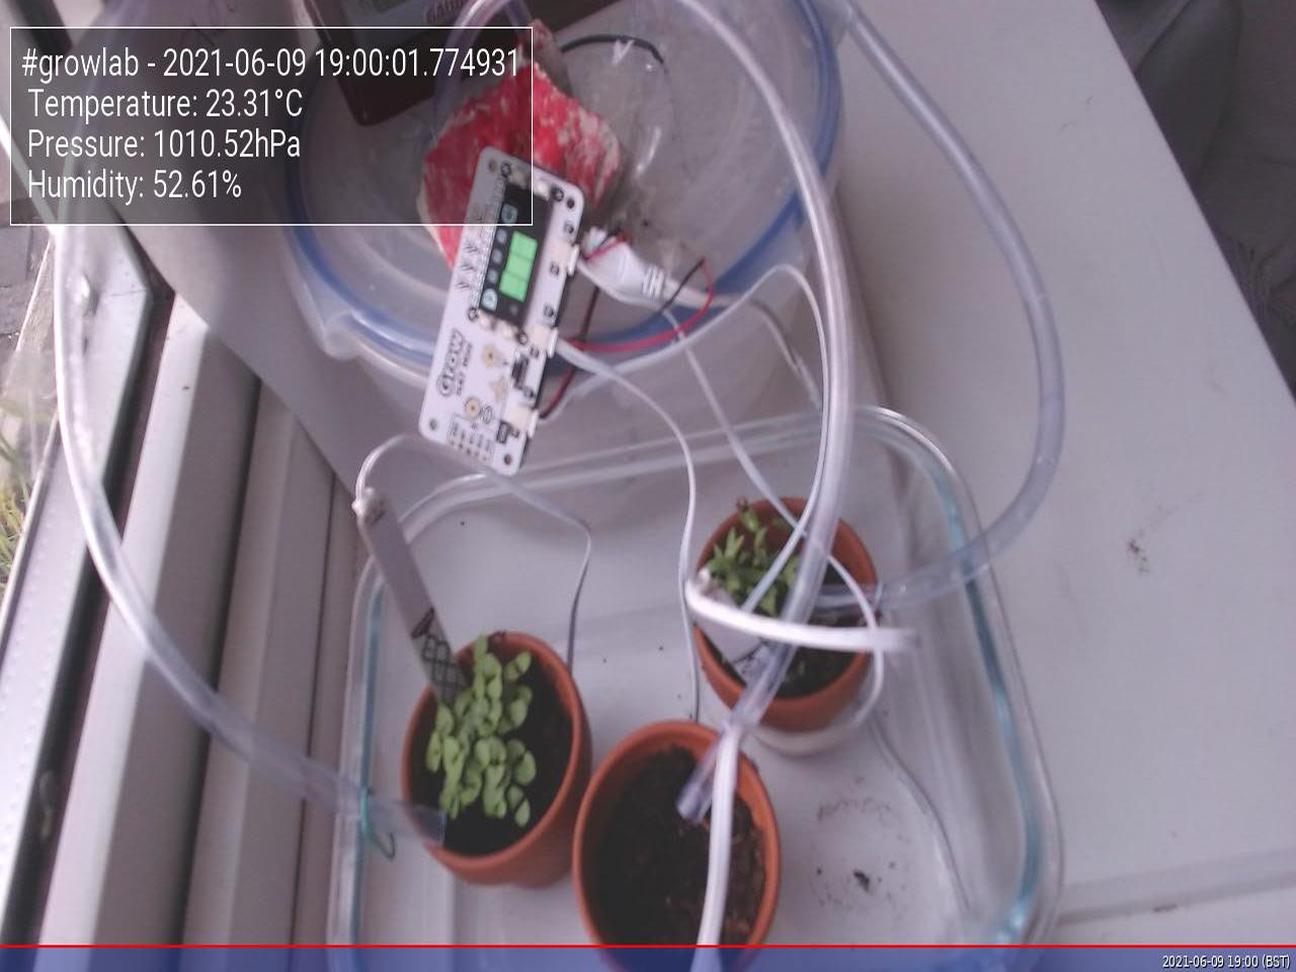 #growlab - 2021-06-09 19:00:01.774931
Temperature: 23.31°C
Pressure: 1010.52hPa
Humidity: 52.61%
Grow
2021-06-09 19:00 (BST)